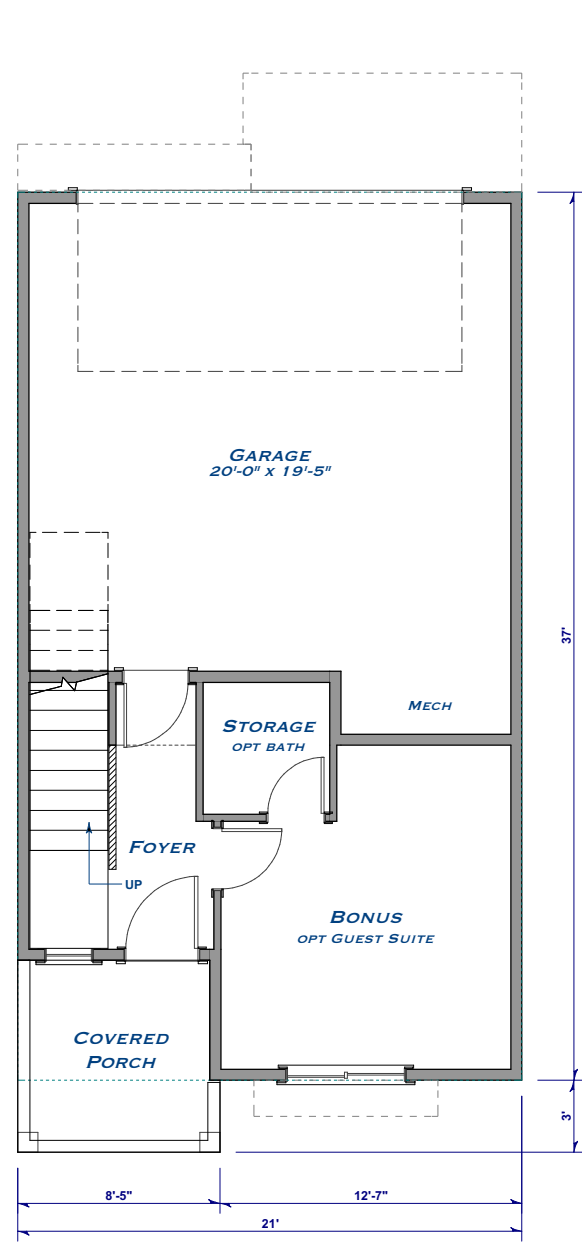 GARAGE
20'-0" X 19'-5"
37'
MECH
STORAGE
OPT BATH
FOYER
UP
BONUS
OPT GUEST SUITE
COVERED
PORCH
3'
8'-5"
12'-7"
21'